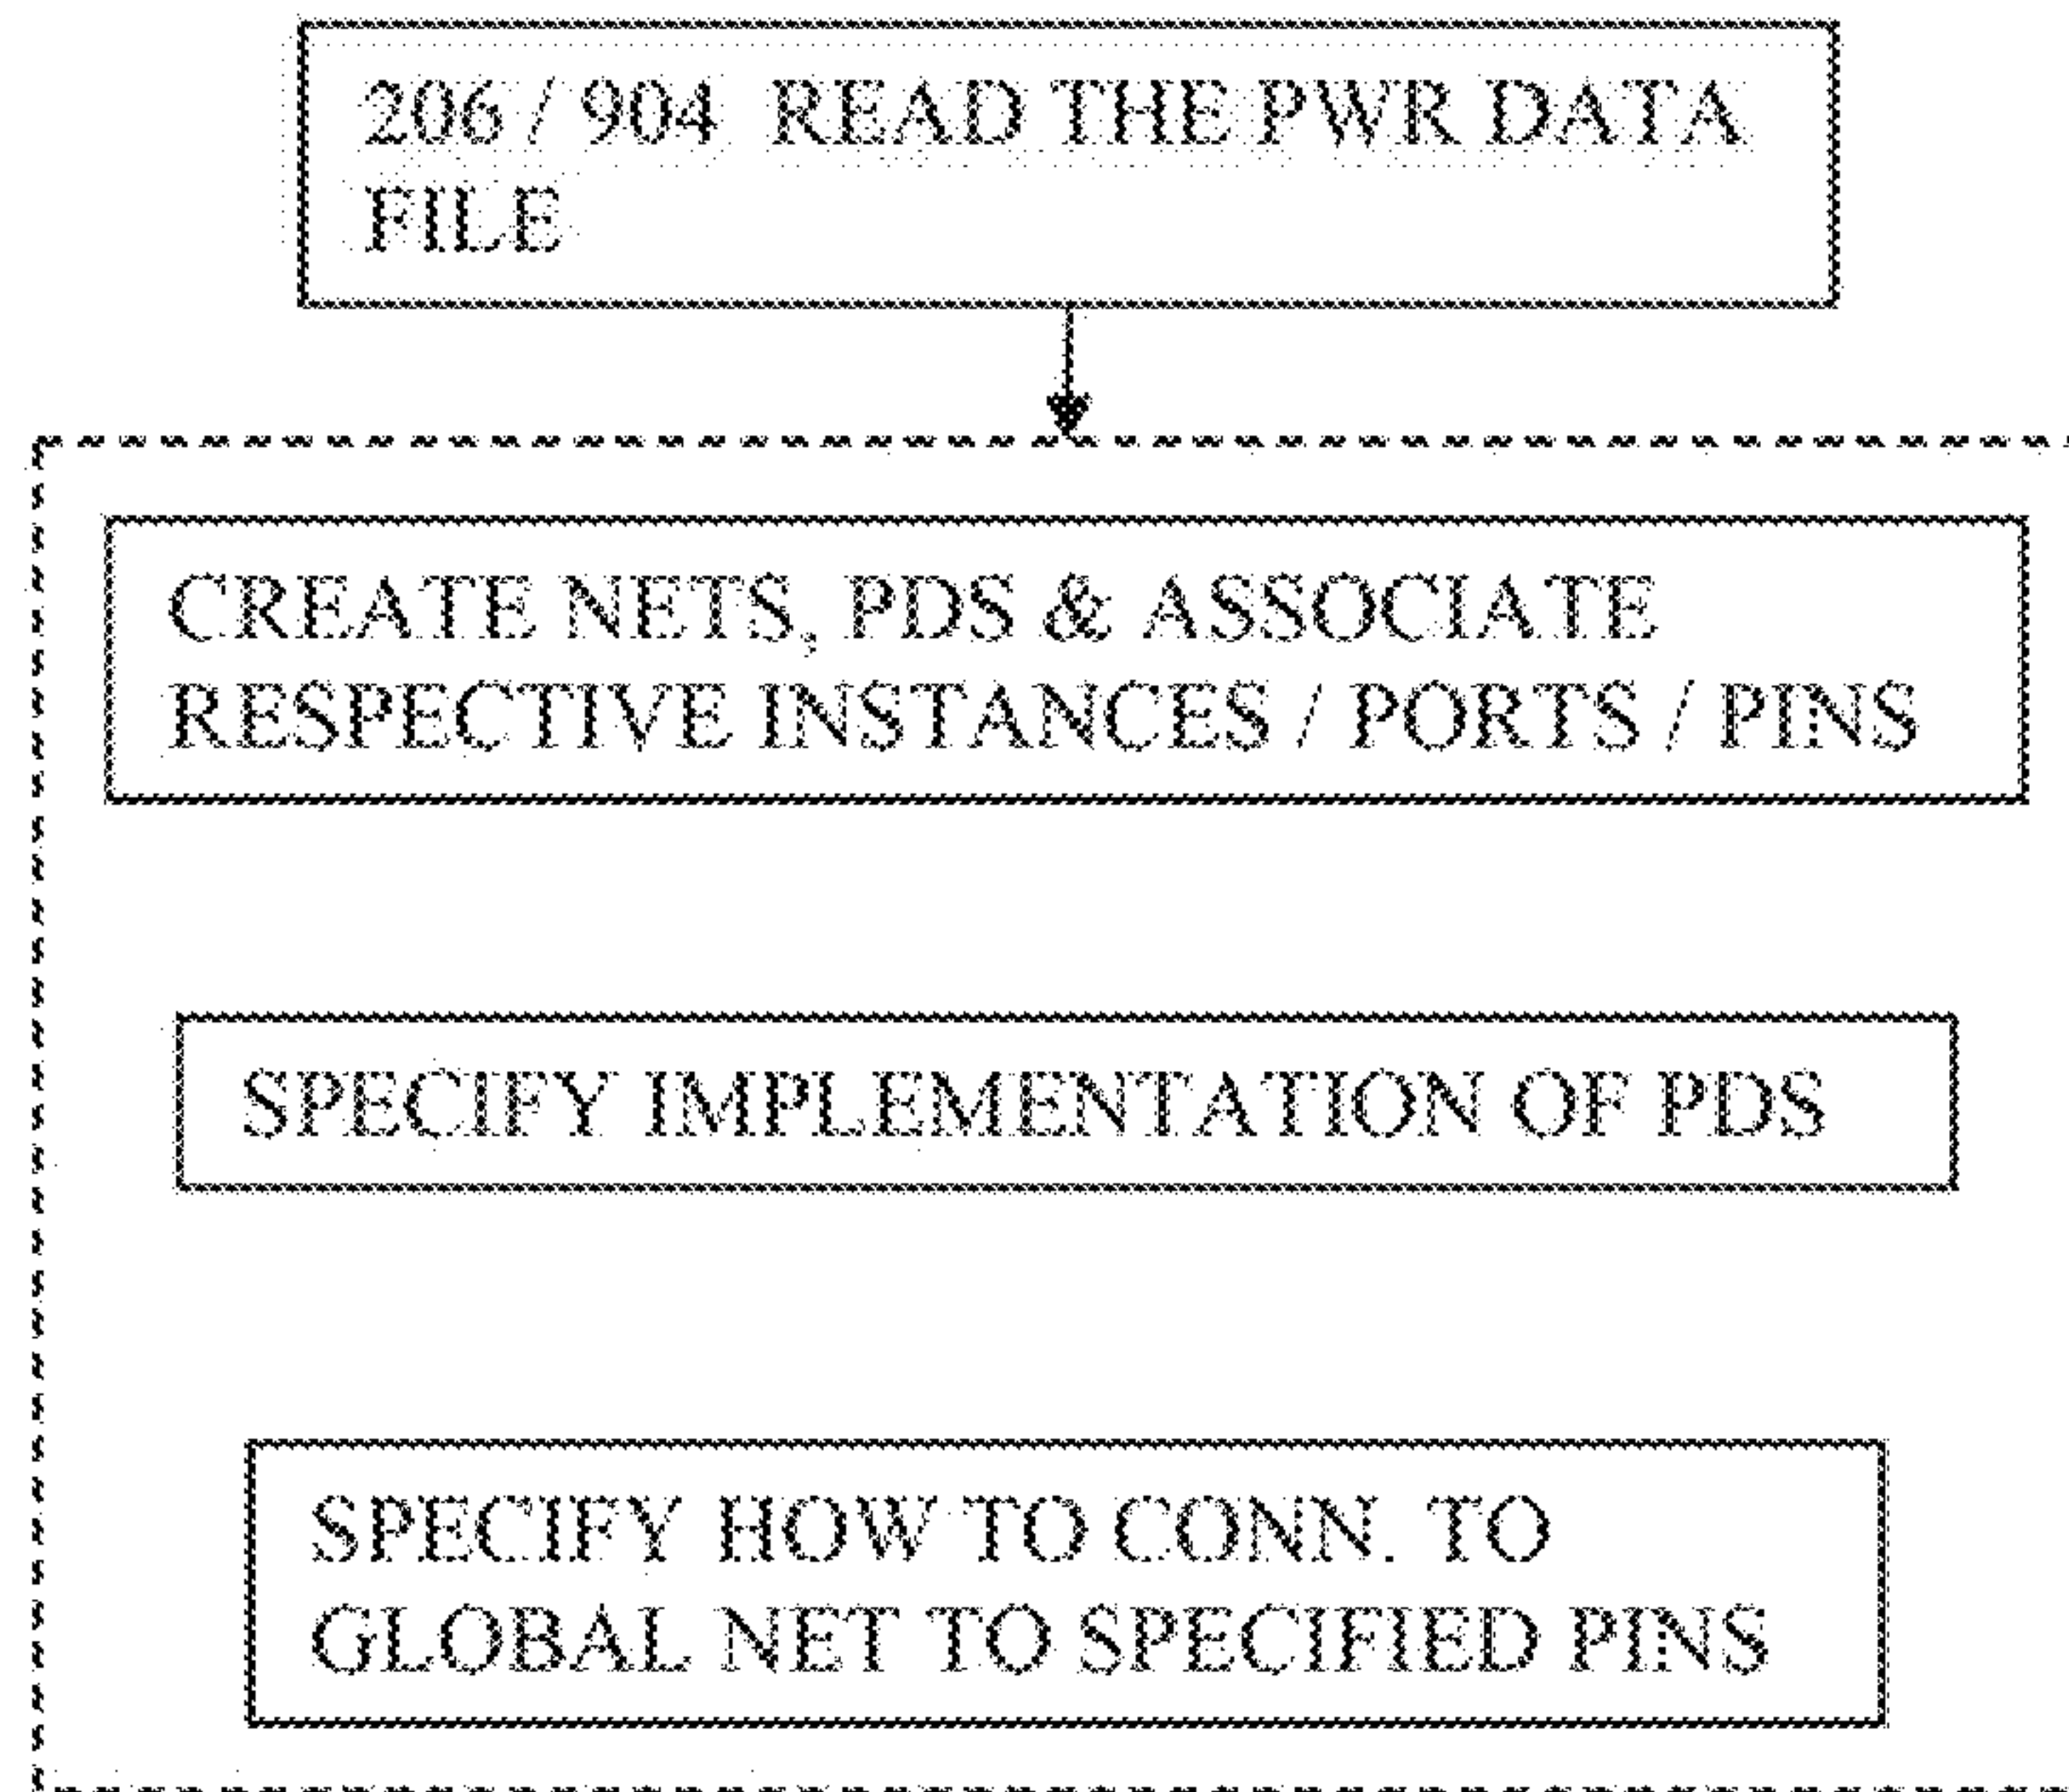 206 / 904 READ THE PWR DATA
FILE
CREATE NETS, PDS & ASSOCIATE
RESPECTIVE INSTANCES / PORTS / PINS
SPECIFY IMPLEMENTATION OF PDS
SPECIFY HOW TO CONN. TO
GLOBAL NET TO SPECIFIED PINS